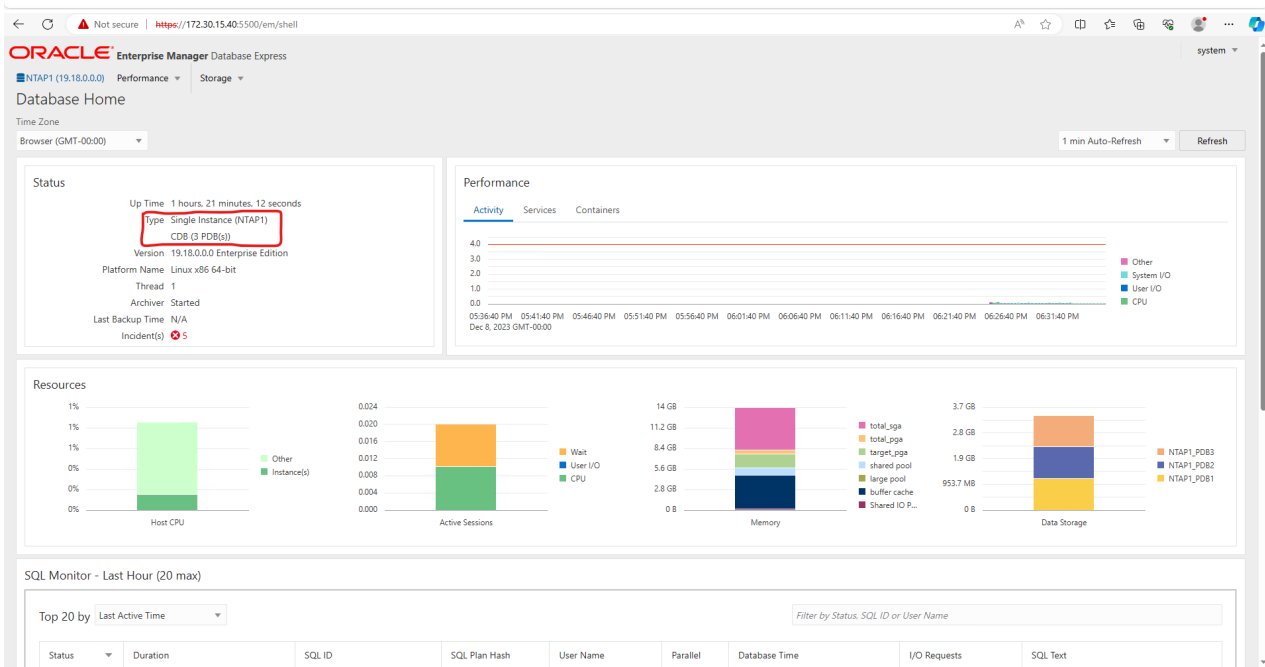 Not secure | https://172.30.15.40:5500/em/shell
ORACLE Enterprise Manager Database Express
system
NTAP1 (19.18.0.0.0) Performance Storage
Database Home
Time Zone
Browser (GMT-00:00)
1 min Auto-Refresh Refresh
Status
Up Time 1 hours, 21 minutes, 12 seconds
Type Single Instance (NTAP1)
CDB (3 PDB(s))
Version 19.18.0.0.0 Enterprise Edition
Platform Name Linux x86 64-bit
Thread 1
Archiver Started
Last Backup Time N/A
Incident(s) 5
Performance
Activity Services Containers
4.0
3.0
2.0
1.0
0.0
05:36:40 PM 05:41:40 PM 05:46:40 PM 05:51:40 PM 05:56:40 PM 06:01:40 PM 06:06:40 PM 06:11:40 PM 06:16:40 PM 06:21:40 PM 06:26:40 PM 06:31:40 PM
Dec 8, 2023 GMT-00:00
Other
System I/O
User I/O
CPU
Resources
1%
1%
1%
0%
0%
0%
Host CPU
Other
Instance(s)
0.024
0.020
0.016
0.012
0.008
0.004
0.000
Active Sessions
Wait
User I/O
CPU
14 GB
11.2 GB
8.4 GB
5.6 GB
2.8 GB
0 B
Memory
total_sga
total_pga
target_pga
shared pool
large pool
buffer cache
Shared IO P...
3.7 GB
2.8 GB
1.9 GB
953.7 MB
0 B
Data Storage
NTAP1_PDB3
NTAP1_PDB2
NTAP1_PDB1
SQL Monitor - Last Hour (20 max)
Top 20 by Last Active Time
Filter by Status, SQL ID or User Name
Status Duration SQL ID SQL Plan Hash User Name Parallel Database Time I/O Requests SQL Text